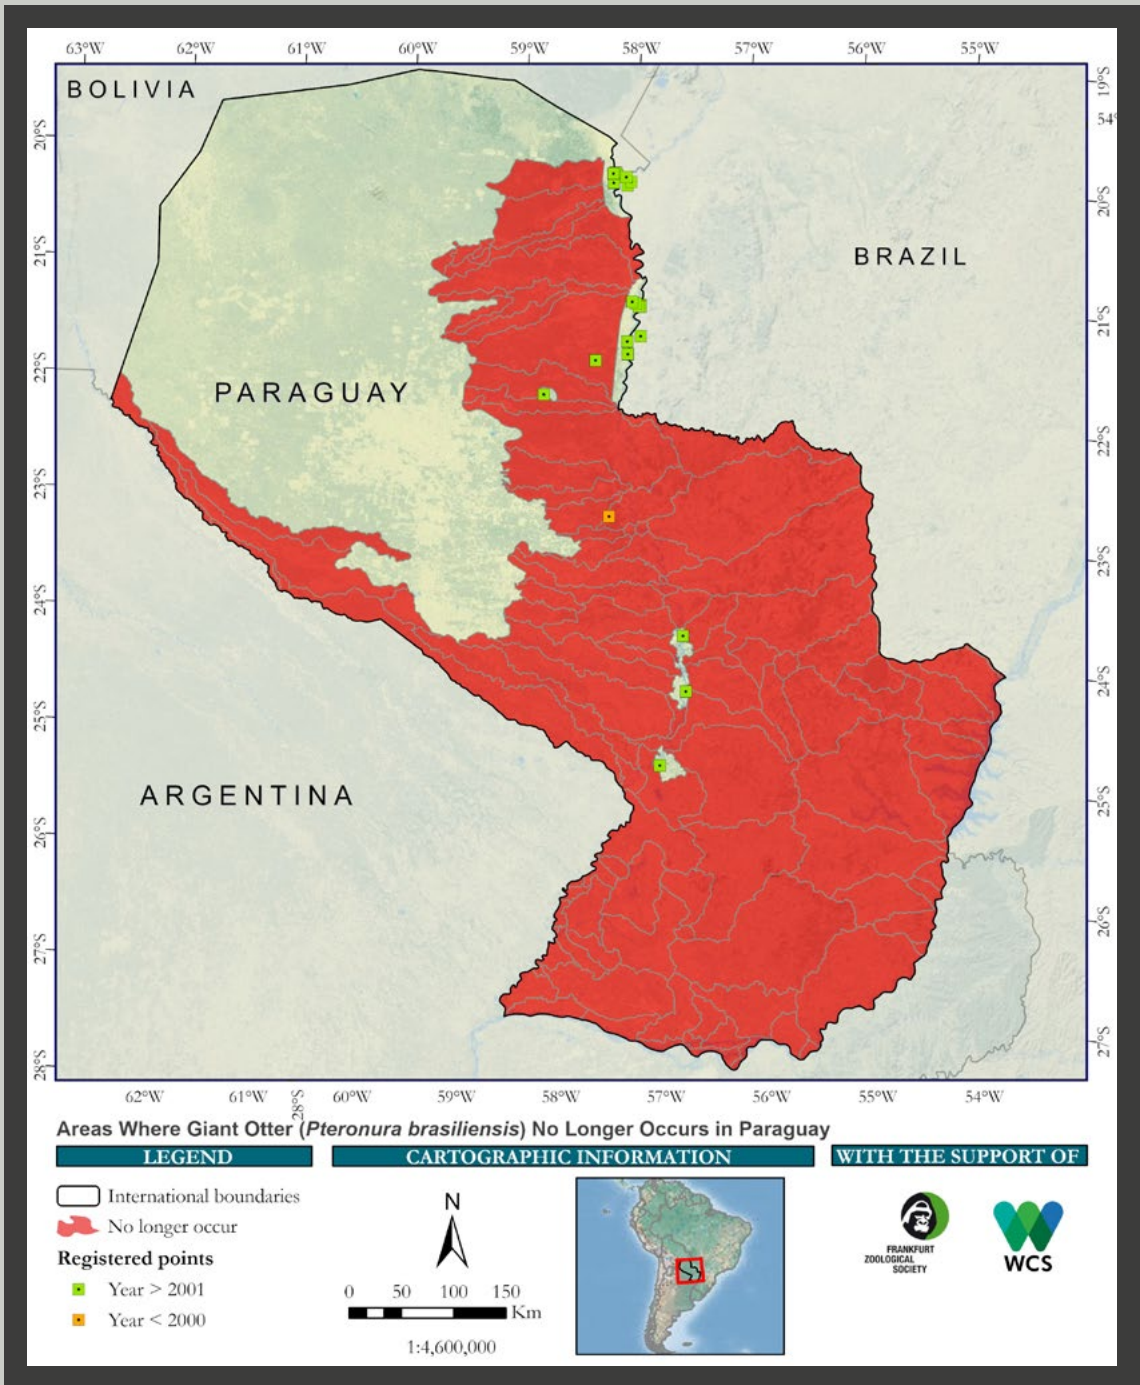 63°W 62°W 61°W 60°W 59°W 58°W 57°W 56°W 55°W
BOLIVIA
19°S
54°
20°S
20°S
21°S
BRAZIL
21°S
22°S
PARAGUAY
22°S
23°S
23°S
24°S
24°S
25°S
ARGENTINA
25°S
26°S
26°S
27°S
27°S
28°S
62°W 61°W 28°S 60°W 59°W 58°W 57°W 56°W 55°W 54°W
Areas Where Giant Otter (Pteronura brasiliensis) No Longer Occurs in Paraguay
LEGEND
International boundaries
No longer occur
Registered points
Year > 2001
Year < 2000
CARTOGRAPHIC INFORMATION
N
0 50 100 150
Km
1:4,600,000
WITH THE SUPPORT OF
FRANKFURT
ZOOLOGICAL
SOCIETY
WCS